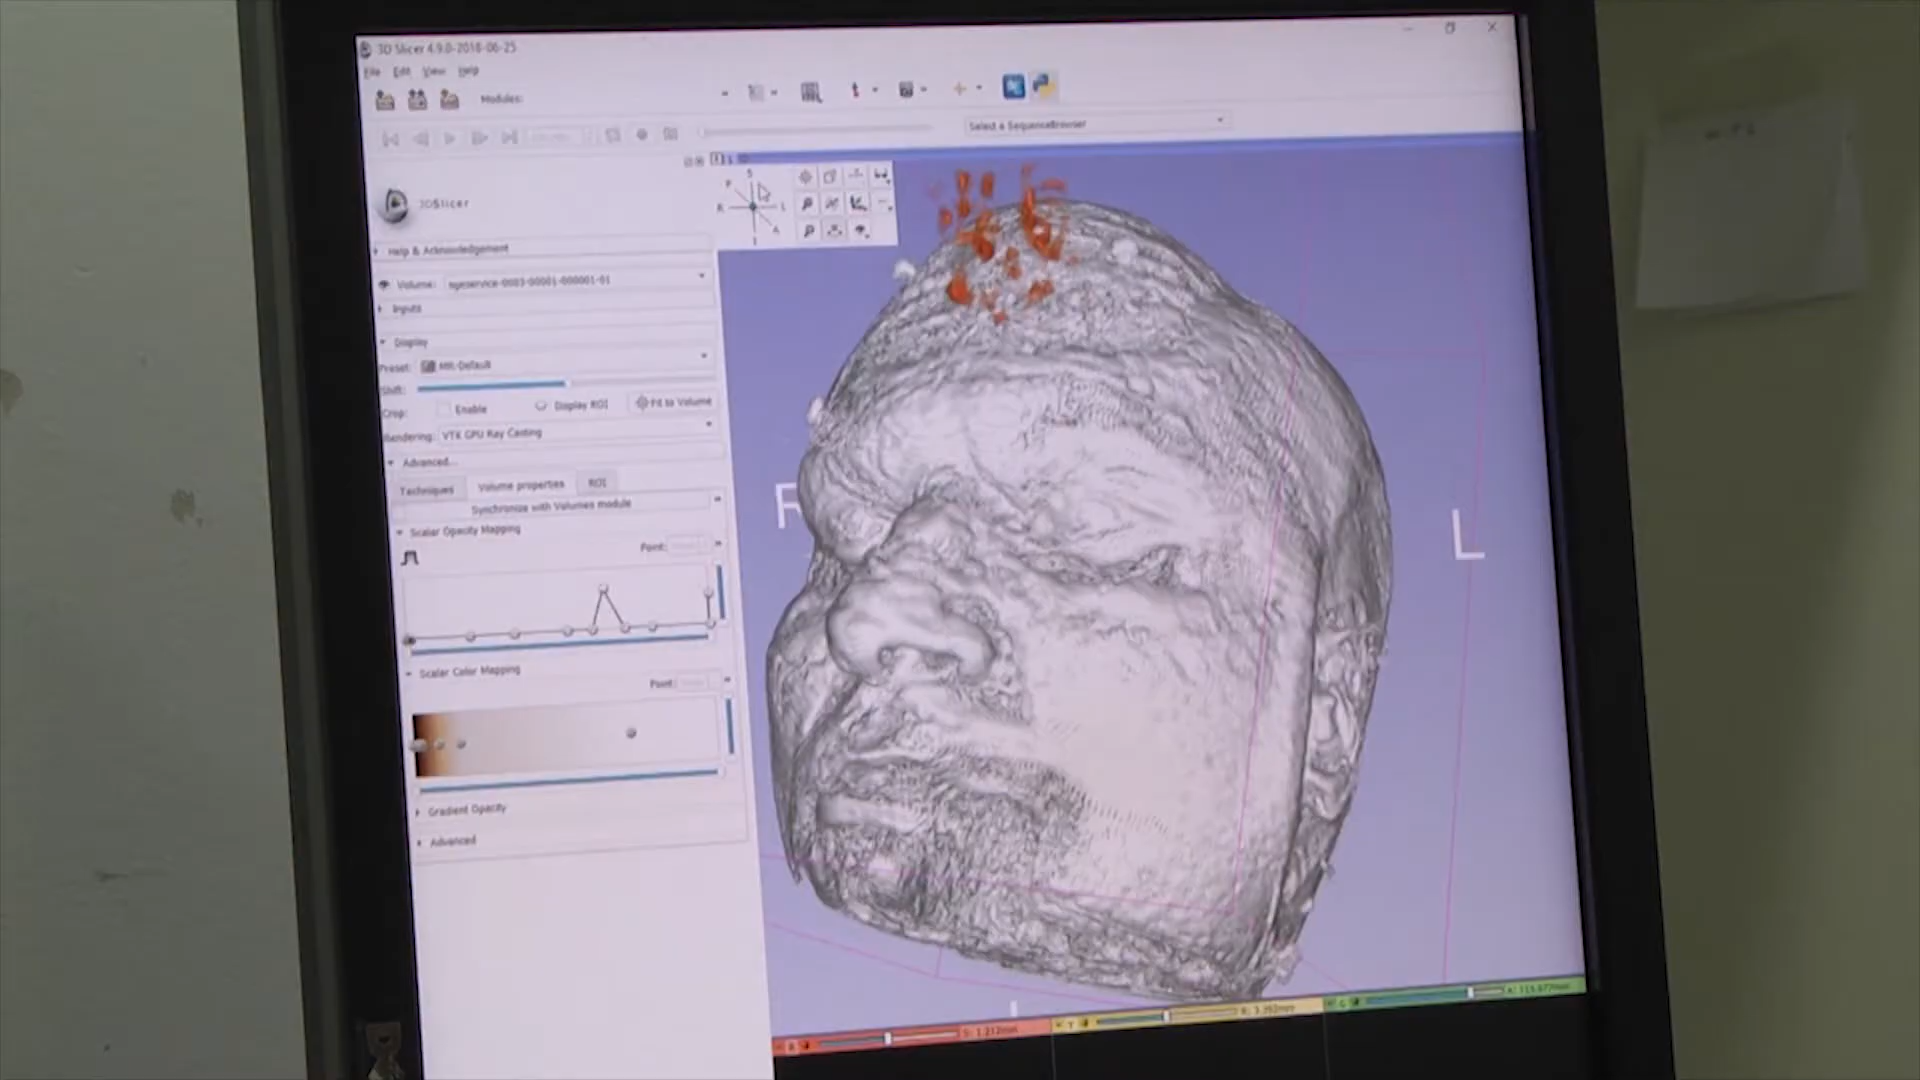 3D Slicer 4.9.0-2018-06-25
File Edit View Help
Modules:
Select a SequenceBrowser
1
S
P
R L
A
I
3DSlicer
Help & Acknowledgement
Volume:
Inputs
Display
Preset: MR-Default
Shift:
Crop: Enable Display ROI Fit to Volume
Rendering: VTK GPU Ray Casting
Advanced...
Techniques Volume properties ROI
Synchronize with Volumes module
Scalar Opacity Mapping
Point:
Scalar Color Mapping
Point:
Gradient Opacity
Advanced
R
L
S: 1.212mm
Y
G